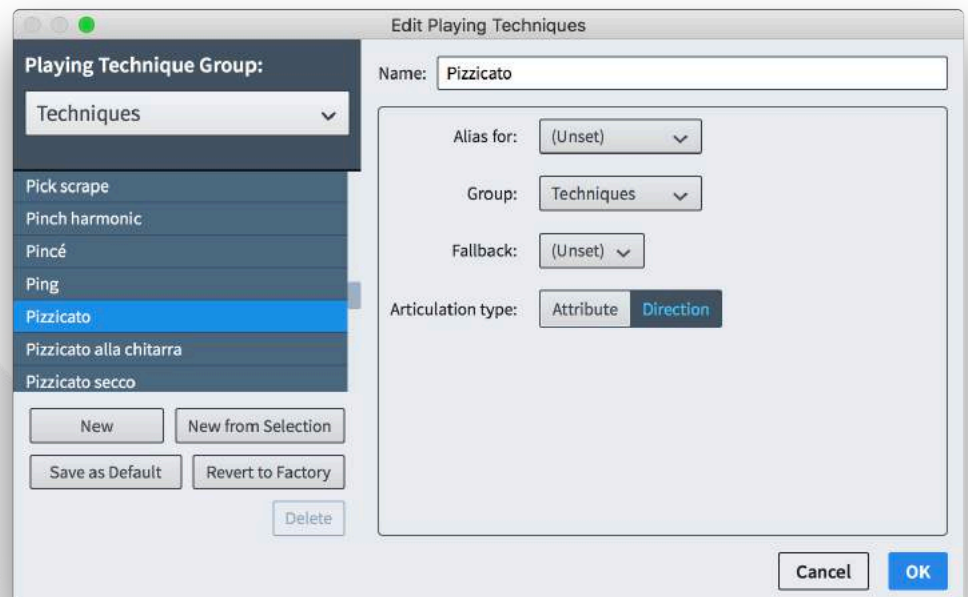 Edit Playing Techniques
Playing Technique Group:
Techniques
Pick scrape
Pinch harmonic
Pincé
Ping
Pizzicato
Pizzicato alla chitarra
Pizzicato secco
New
New from Selection
Save as Default
Revert to Factory
Delete
Name: Pizzicato
Alias for: (Unset)
Group: Techniques
Fallback: (Unset)
Articulation type: Attribute Direction
Cancel
OK